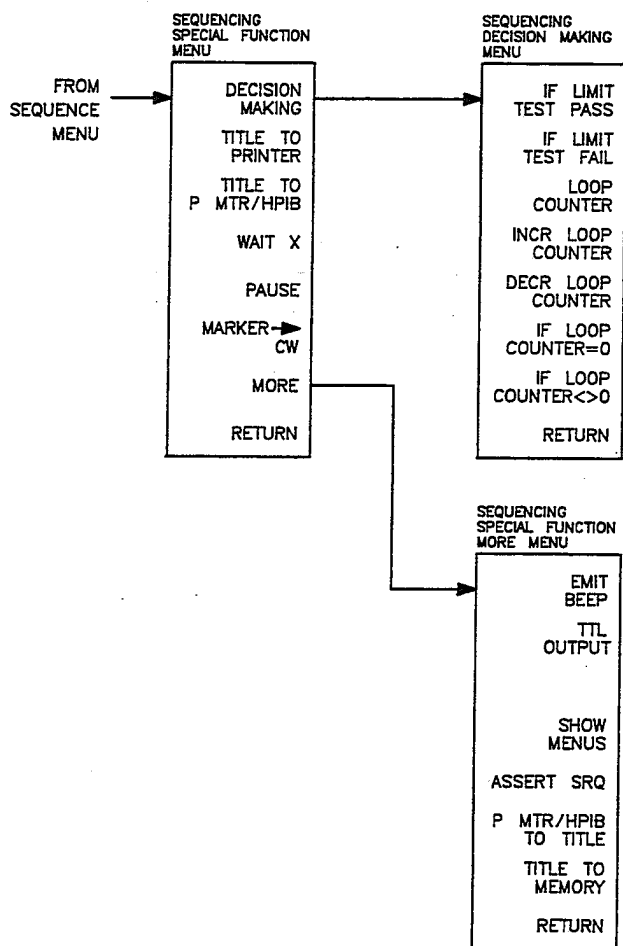 SEQUENCING
SPECIAL FUNCTION
MENU
FROM
SEQUENCE
MENU
DECISION
MAKING
TITLE TO
PRINTER
TITLE TO
P MTR/HPIB
WAIT X
PAUSE
MARKER→
CW
MORE
RETURN
SEQUENCING
DECISION MAKING
MENU
IF LIMIT
TEST PASS
IF LIMIT
TEST FAIL
LOOP
COUNTER
INCR LOOP
COUNTER
DECR LOOP
COUNTER
IF LOOP
COUNTER=0
IF LOOP
COUNTER<>0
RETURN
SEQUENCING
SPECIAL FUNCTION
MORE MENU
EMIT
BEEP
TTL
OUTPUT
SHOW
MENUS
ASSERT SRQ
P MTR/HPIB
TO TITLE
TITLE TO
MEMORY
RETURN